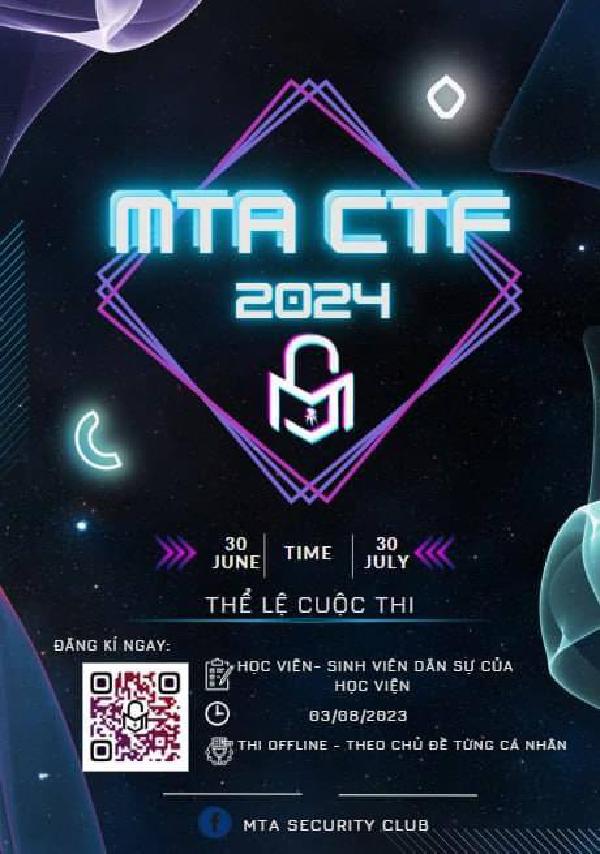 MTA CTF
2024
30 JUNE
TIME
30 JULY
THỂ LỆ CUỘC THI
ĐĂNG KÍ NGAY:
HỌC VIÊN- SINH VIÊN DÂN SỰ CỦA
HỌC VIỆN
03/08/2023
THI OFFLINE - THEO CHỦ ĐỀ TỪNG CÁ NHÂN
MTA SECURITY CLUB